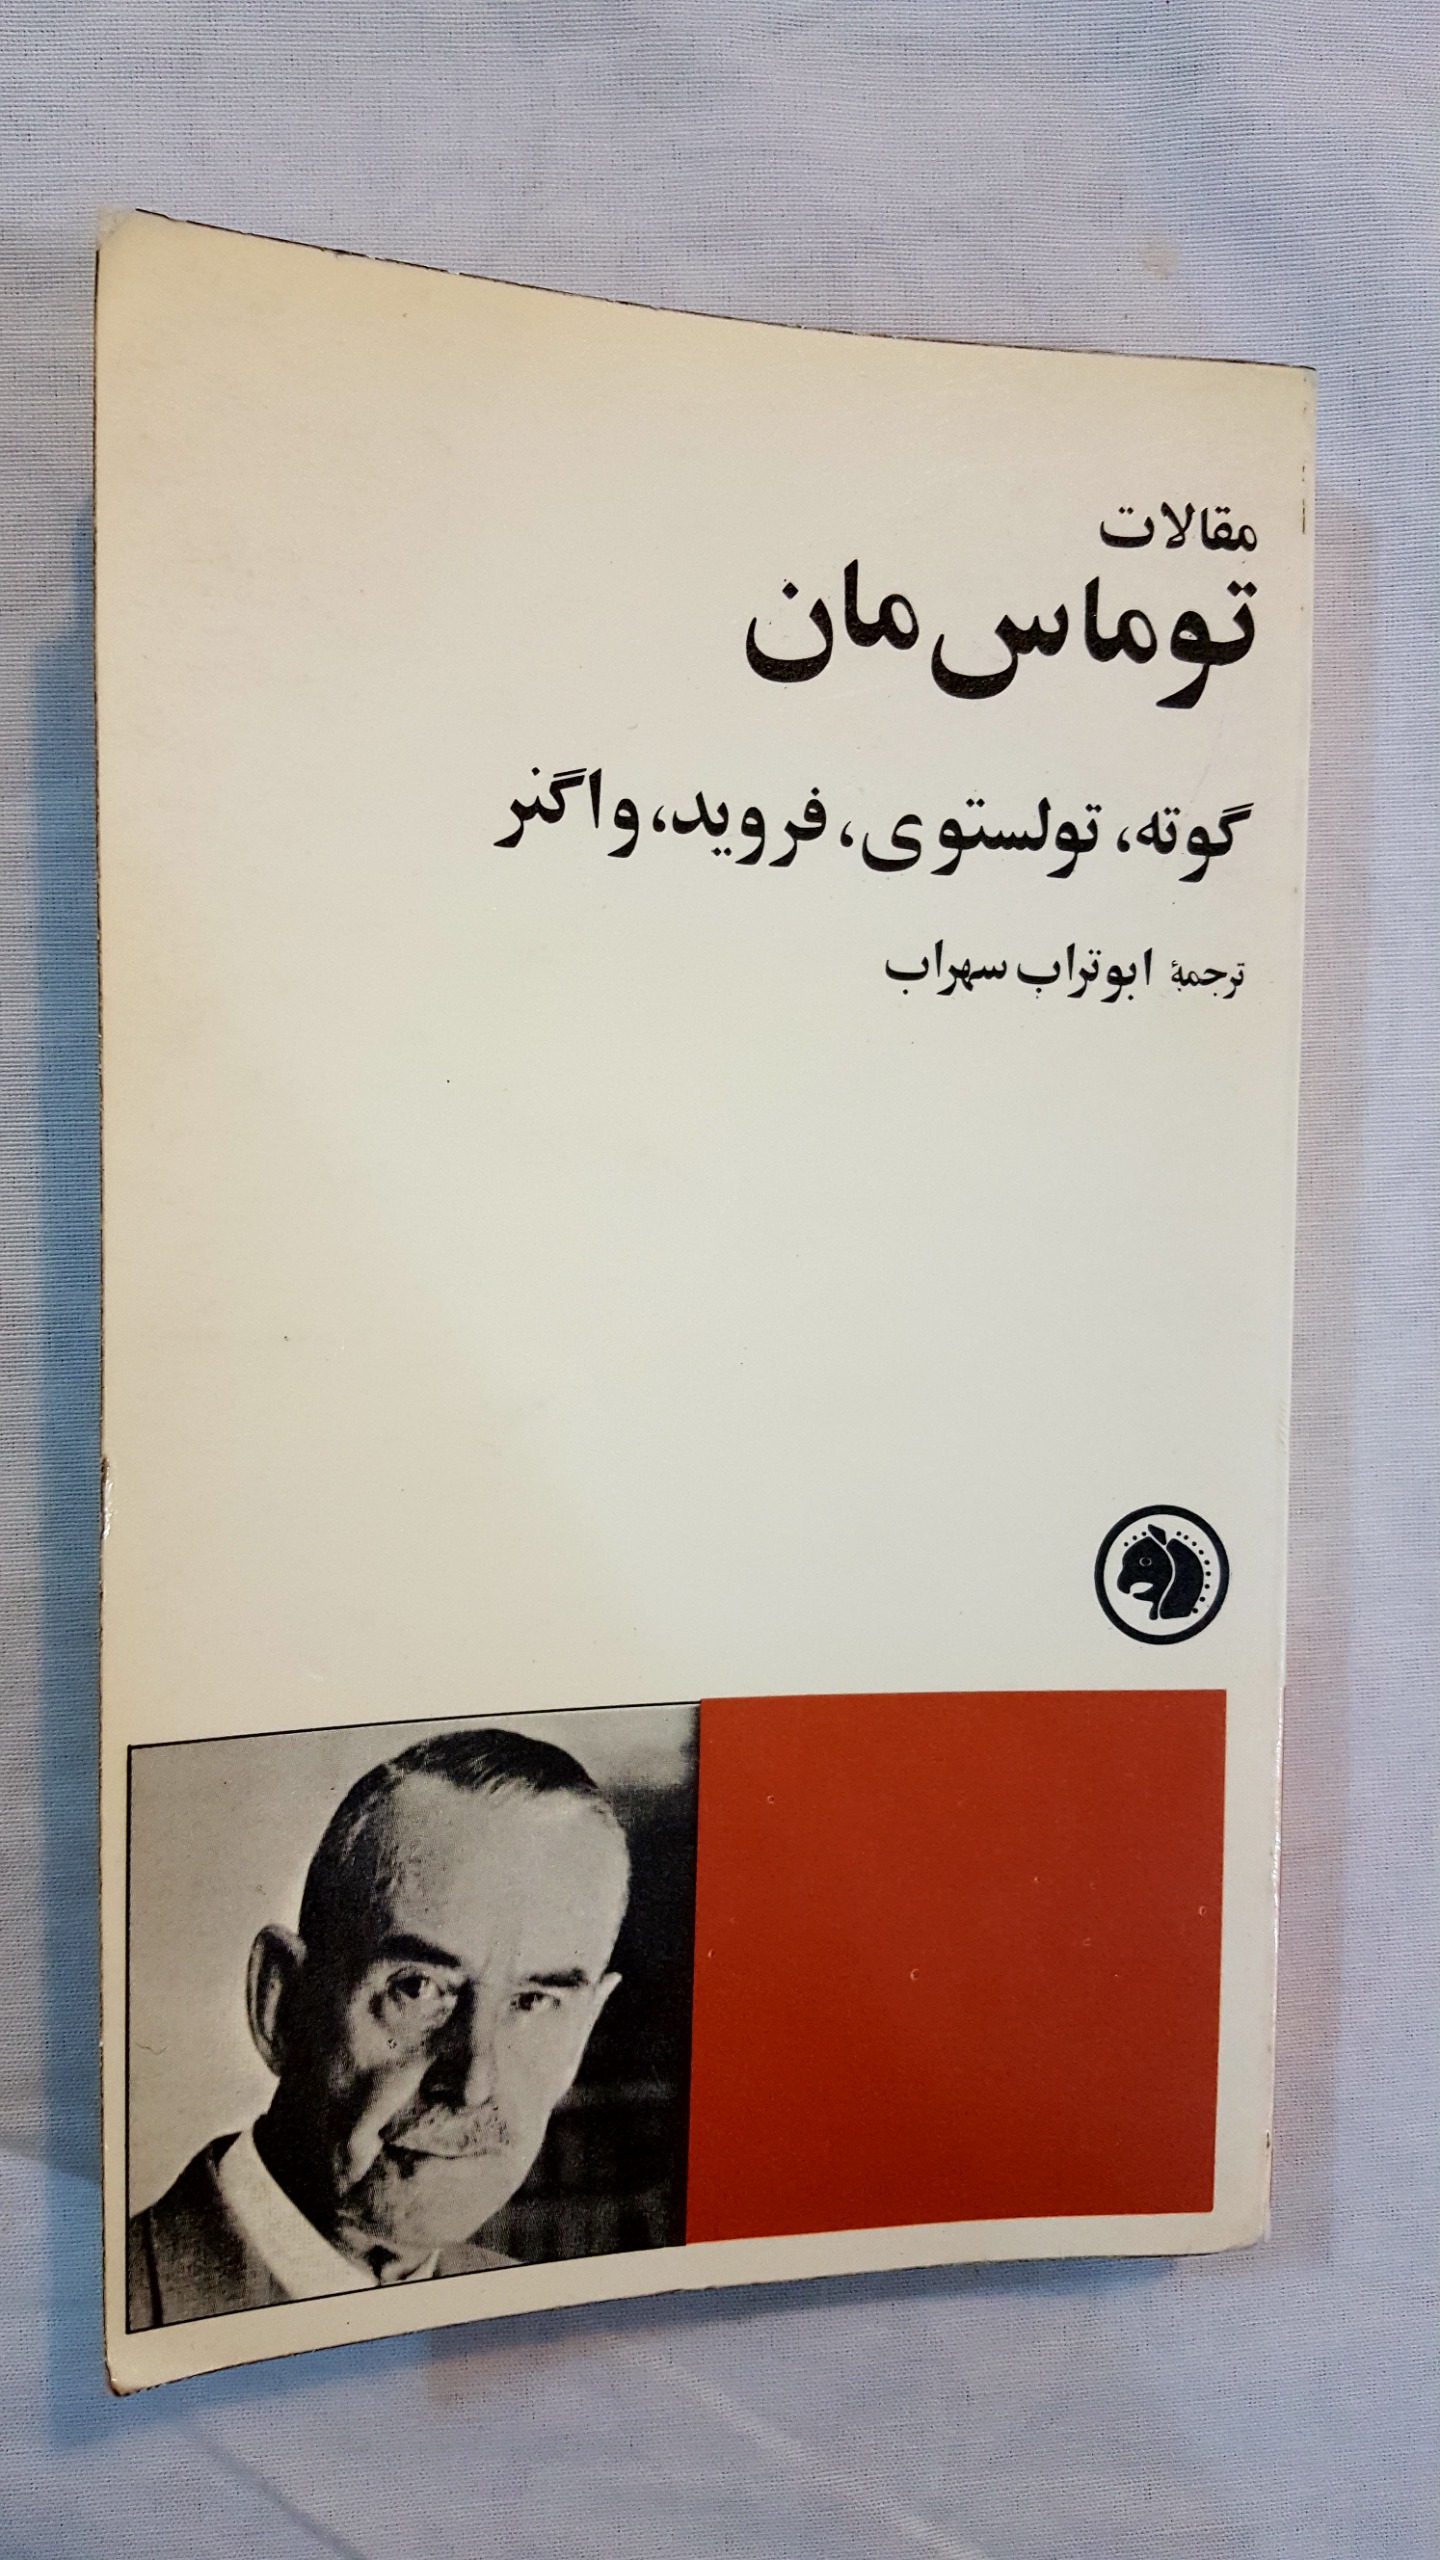 مقالات
توماس مان
گوته، تولستوی، فروید، واگنر
ترجمهٔ ابوتراب سهراب